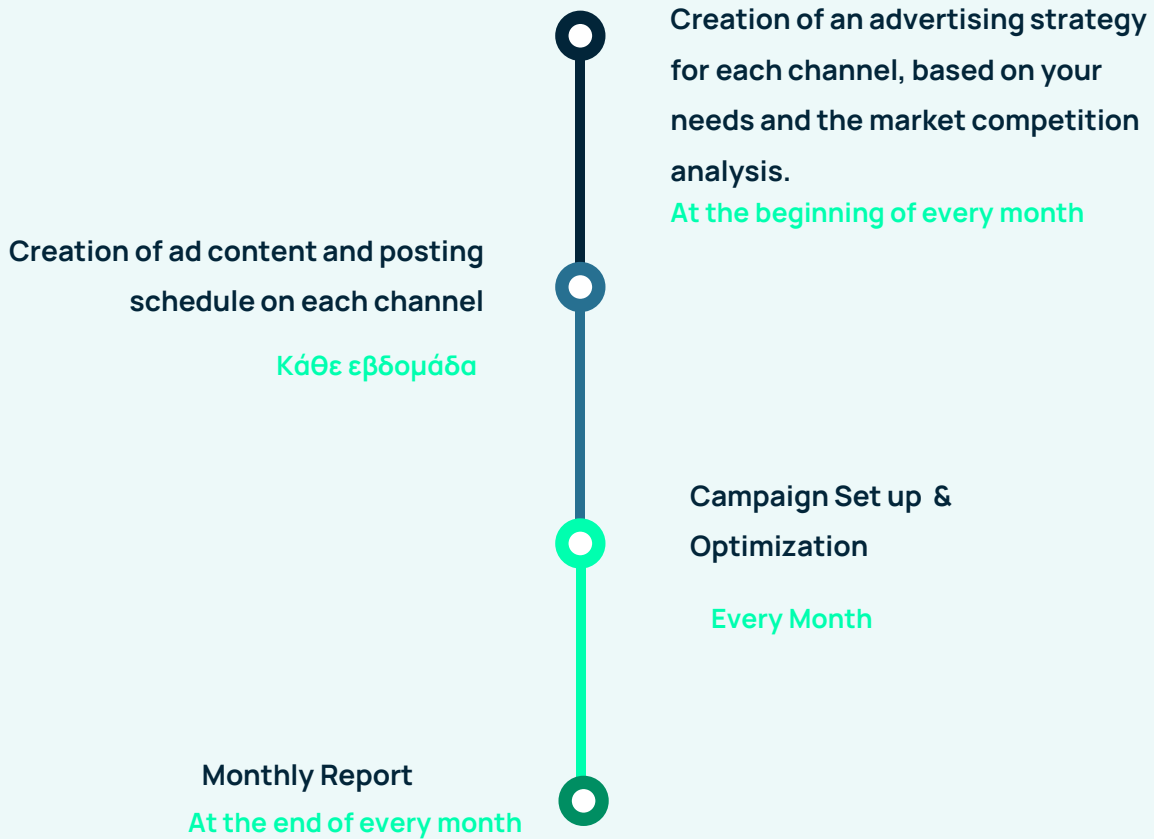 Creation of an advertising strategy
for each channel, based on your
needs and the market competition
analysis.
At the beginning of every month
Creation of ad content and posting
schedule on each channel
Κάθε εβδομάδα
Campaign Set up &
Optimization
Every Month
Monthly Report
At the end of every month